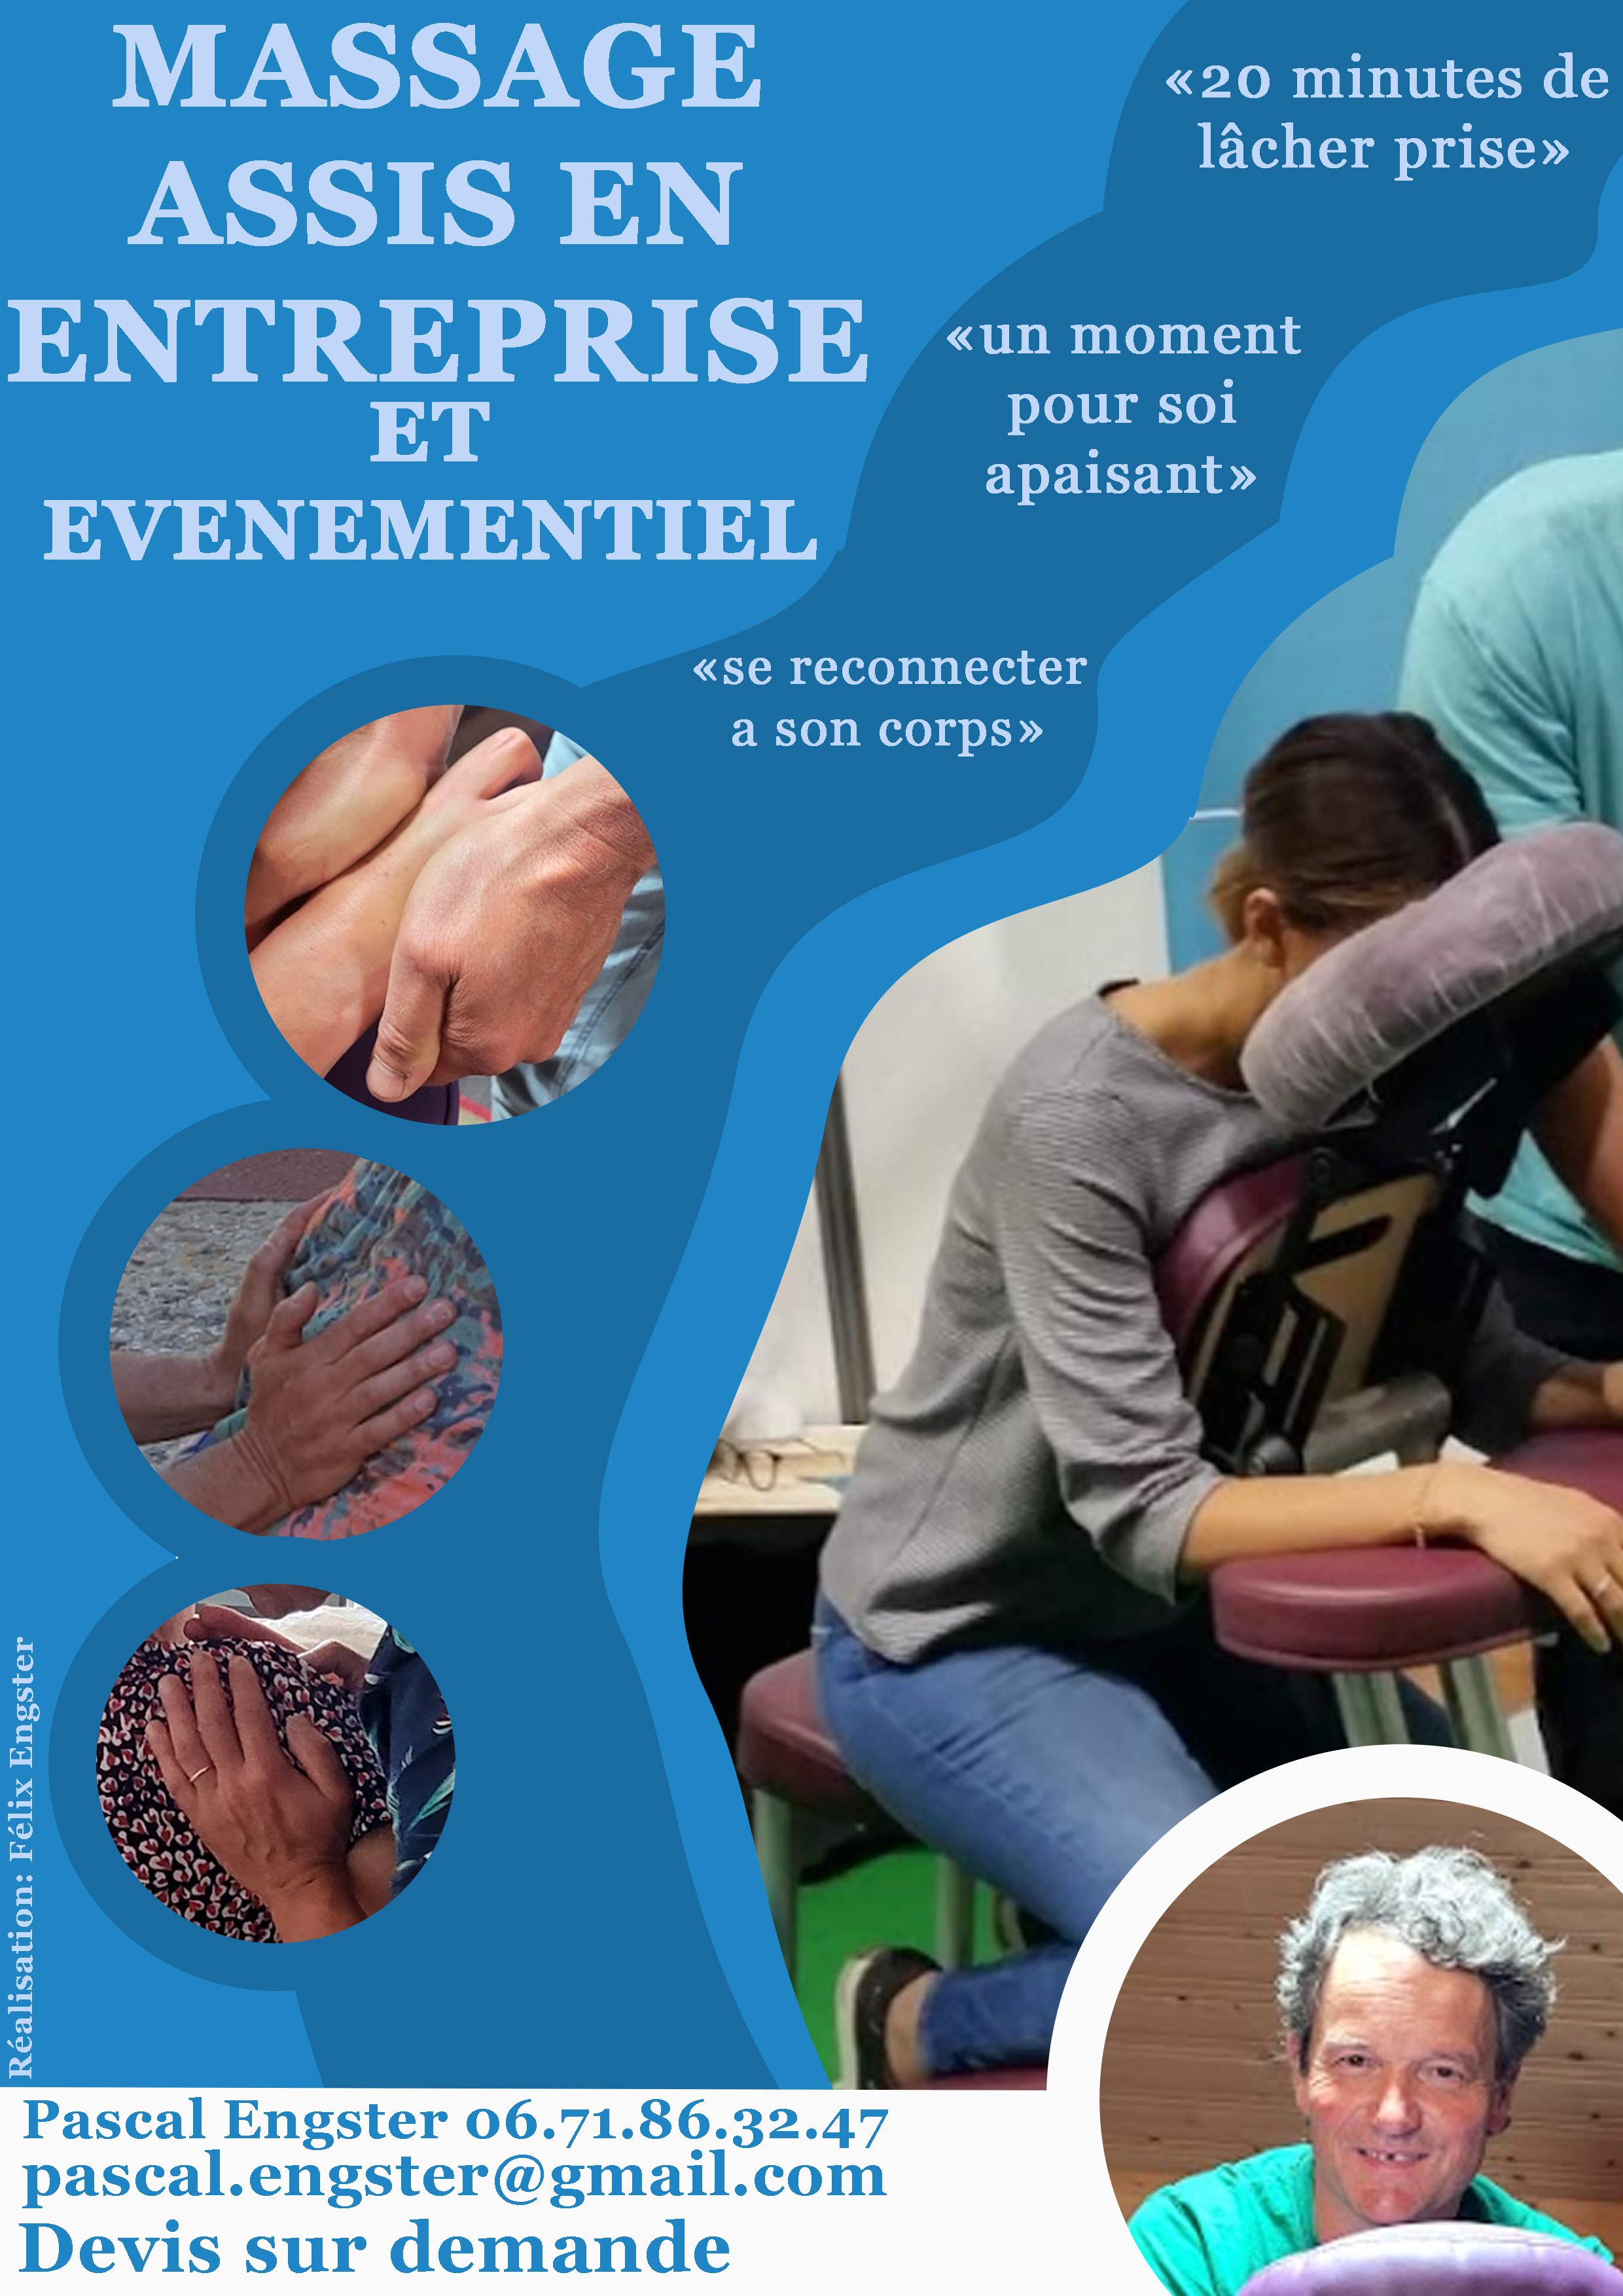 MASSAGE
ASSIS EN
ENTREPRISE
ET
EVENEMENTIEL
«20 minutes de
lâcher prise»
«un moment
pour soi
apaisant»
«se reconnecter
a son corps»
Réalisation: Félix Engster
Pascal Engster 06.71.86.32.47
pascal.engster@gmail.com
Devis sur demande